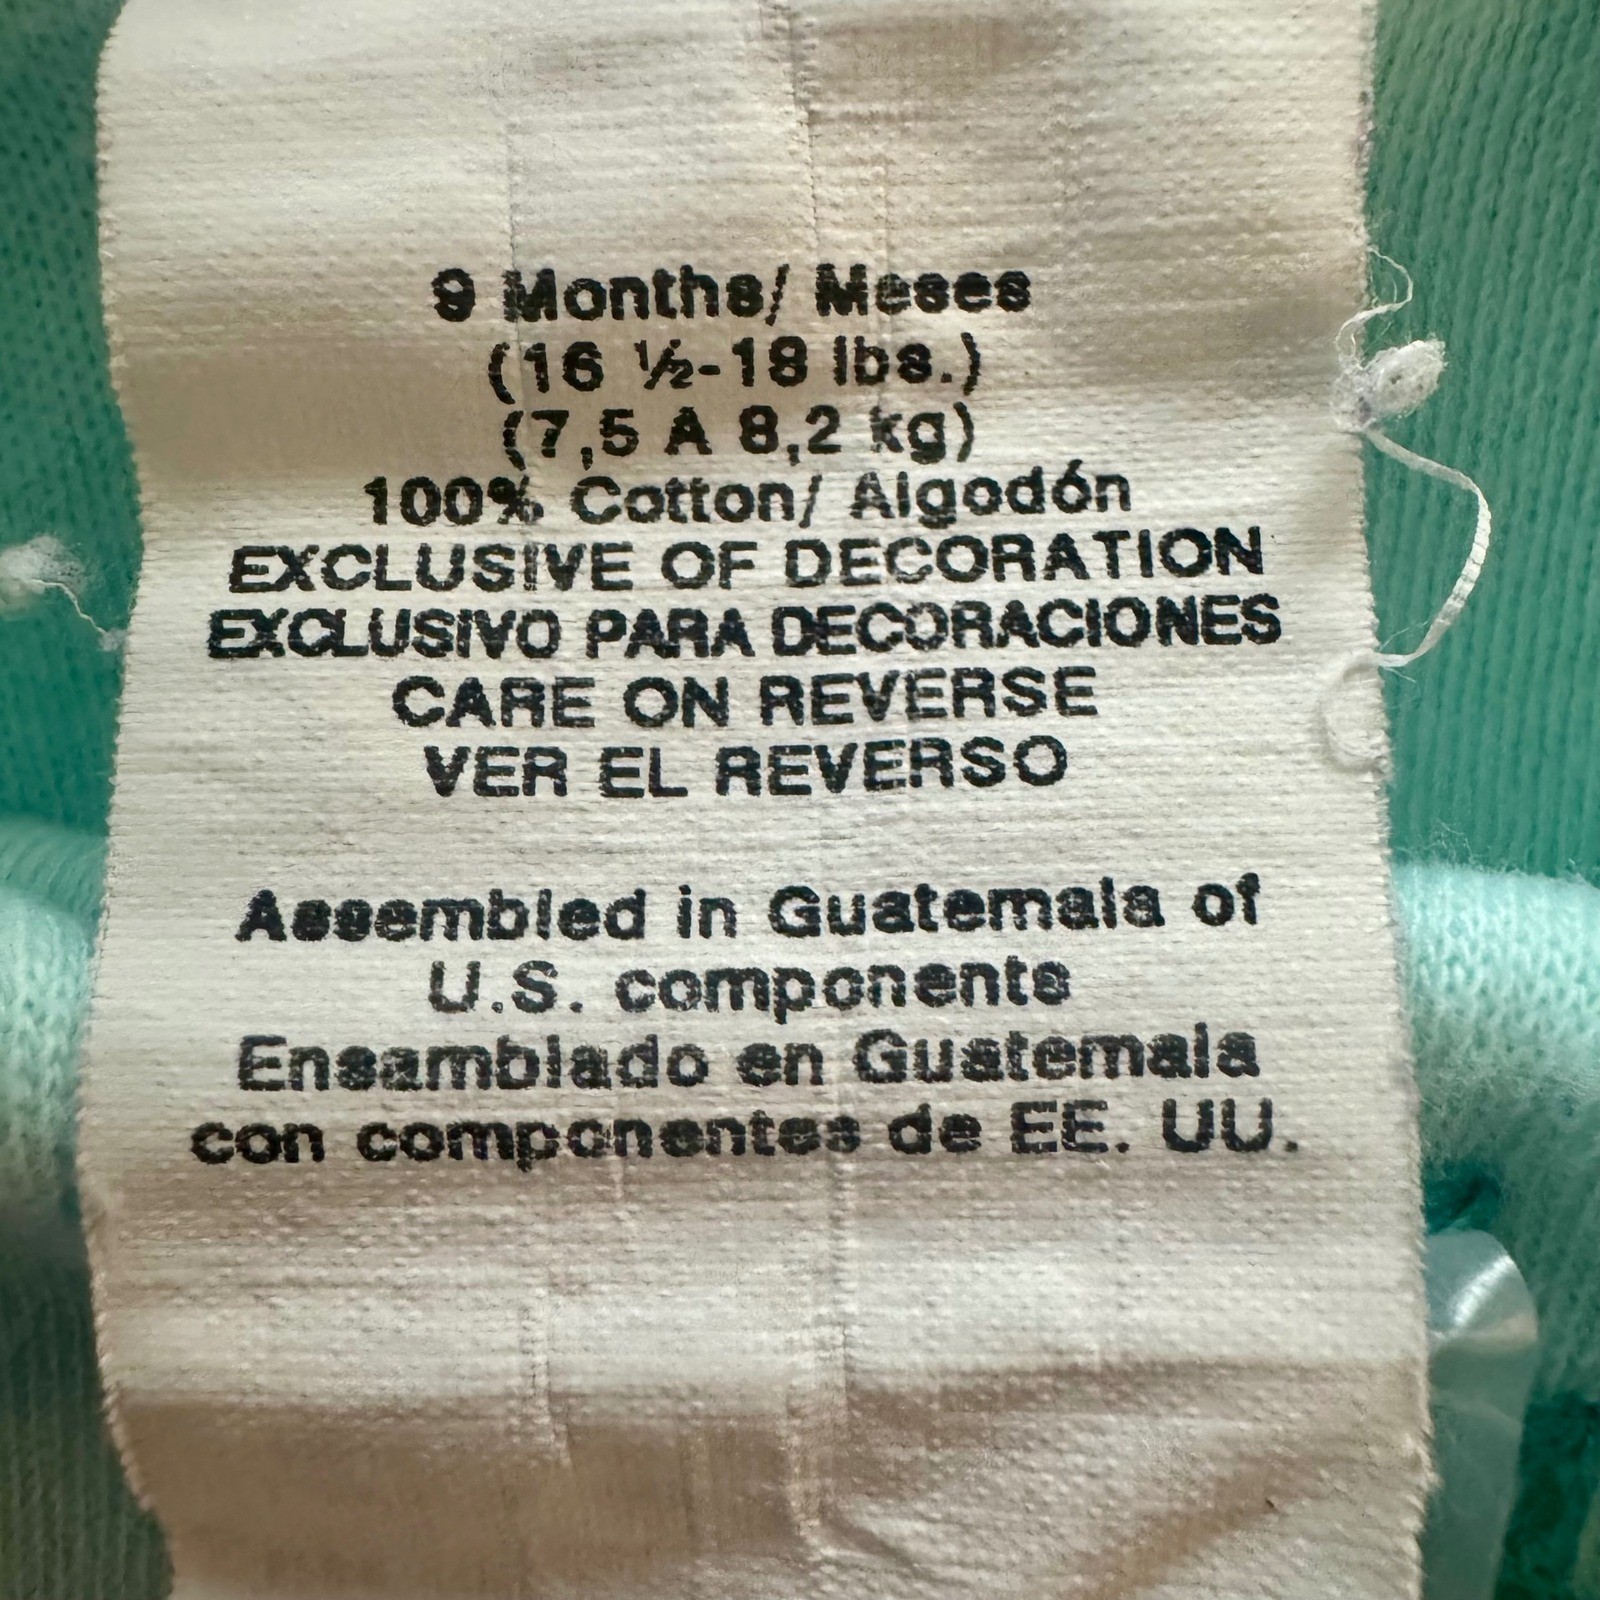 9 Months/ Meses
(16 ½-18 lbs.)
(7,5 A 8,2 kg)
100% Cotton/ Algodón
EXCLUSIVE OF DECORATION
EXCLUSIVO PARA DECORACIONES
CARE ON REVERSE
VER EL REVERSO
Assembled in Guatemala of
U.S. components
Ensamblado en Guatemala
con componentes de EE. UU.